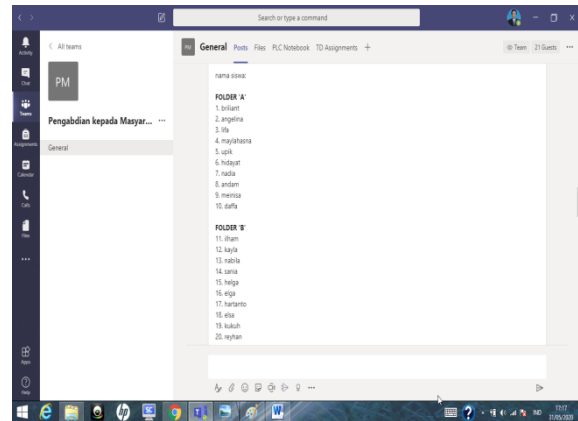 Search or type a command
Activity
Chat
Teams
Assignments
Calendar
Calls
Files
Apps
Help
All teams
PM
Pengabdian kepada Masyar... ...
General
General Posts Files PLC Notebook TD Assignments +
Team 21 Guests ...
nama siswa:
FOLDER 'A'
1. briliant
2. angelina
3. lifa
4. maylahasna
5. upik
6. hidayat
7. nadia
8. andam
9. meinisa
10. daffa
FOLDER 'B'
11. ilham
12. kayla
13. nabila
14. sania
15. helga
16. elga
17. hartanto
18. elsa
19. kukuh
20. reyhan
IND
17:17
31/05/2020